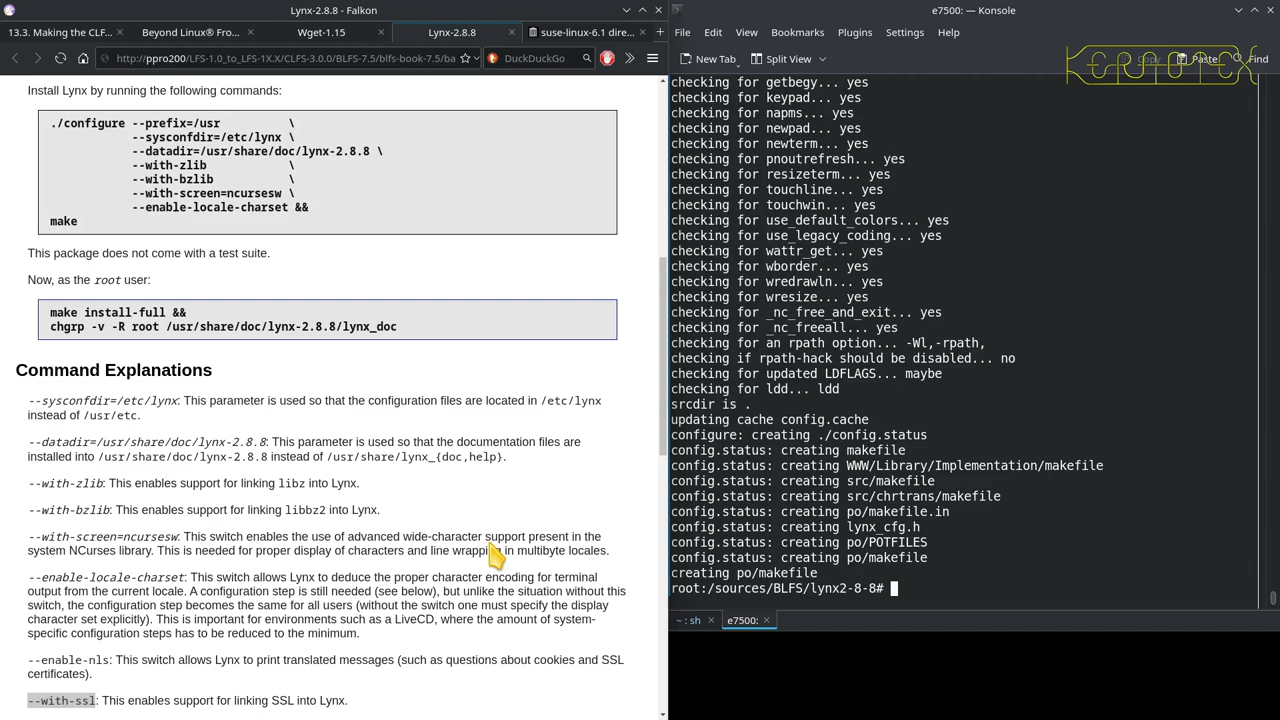 Lynx-2.8.8 - Falkon
13.3. Making the CLF…
Beyond Linux® Fro…
Wget-1.15
Lynx-2.8.8
suse-linux-6.1 dire…
http://ppro200/LFS-1.0_to_LFS-1X.X/CLFS-3.0.0/BLFS-7.5/blfs-book-7.5/ba
DuckDuckGo
Install Lynx by running the following commands:
./configure --prefix=/usr          \
            --sysconfdir=/etc/lynx \
            --datadir=/usr/share/doc/lynx-2.8.8 \
            --with-zlib            \
            --with-bzlib           \
            --with-screen=ncursesw \
            --enable-locale-charset &&
make
This package does not come with a test suite.
Now, as the root user:
make install-full &&
chgrp -v -R root /usr/share/doc/lynx-2.8.8/lynx_doc
Command Explanations
--sysconfdir=/etc/lynx: This parameter is used so that the configuration files are located in /etc/lynx
instead of /usr/etc.
--datadir=/usr/share/doc/lynx-2.8.8: This parameter is used so that the documentation files are
installed into /usr/share/doc/lynx-2.8.8 instead of /usr/share/lynx_{doc,help}.
--with-zlib: This enables support for linking libz into Lynx.
--with-bzlib: This enables support for linking libbz2 into Lynx.
--with-screen=ncursesw: This switch enables the use of advanced wide-character support present in the
system NCurses library. This is needed for proper display of characters and line wrapping in multibyte locales.
--enable-locale-charset: This switch allows Lynx to deduce the proper character encoding for terminal
output from the current locale. A configuration step is still needed (see below), but unlike the situation without this
switch, the configuration step becomes the same for all users (without the switch one must specify the display
character set explicitly). This is important for environments such as a LiveCD, where the amount of system-
specific configuration steps has to be reduced to the minimum.
--enable-nls: This switch allows Lynx to print translated messages (such as questions about cookies and SSL
certificates).
--with-ssl: This enables support for linking SSL into Lynx.
e7500: — Konsole
File Edit View Bookmarks Plugins Settings Help
New Tab Split View Copy Paste Find
checking for getbegy... yes
checking for keypad... yes
checking for napms... yes
checking for newpad... yes
checking for newterm... yes
checking for pnoutrefresh... yes
checking for resizeterm... yes
checking for touchline... yes
checking for touchwin... yes
checking for use_default_colors... yes
checking for use_legacy_coding... yes
checking for wattr_get... yes
checking for wborder... yes
checking for wredrawln... yes
checking for wresize... yes
checking for _nc_free_and_exit... yes
checking for _nc_freeall... yes
checking for an rpath option... -Wl,-rpath,
checking if rpath-hack should be disabled... no
checking for updated LDFLAGS... maybe
checking for ldd... ldd
srcdir is .
updating cache config.cache
configure: creating ./config.status
config.status: creating makefile
config.status: creating WWW/Library/Implementation/makefile
config.status: creating src/makefile
config.status: creating src/chrtrans/makefile
config.status: creating po/makefile.in
config.status: creating lynx_cfg.h
config.status: creating po/POTFILES
config.status: creating po/makefile
creating po/makefile
root:/sources/BLFS/lynx2-8-8#
~ : sh
e7500: